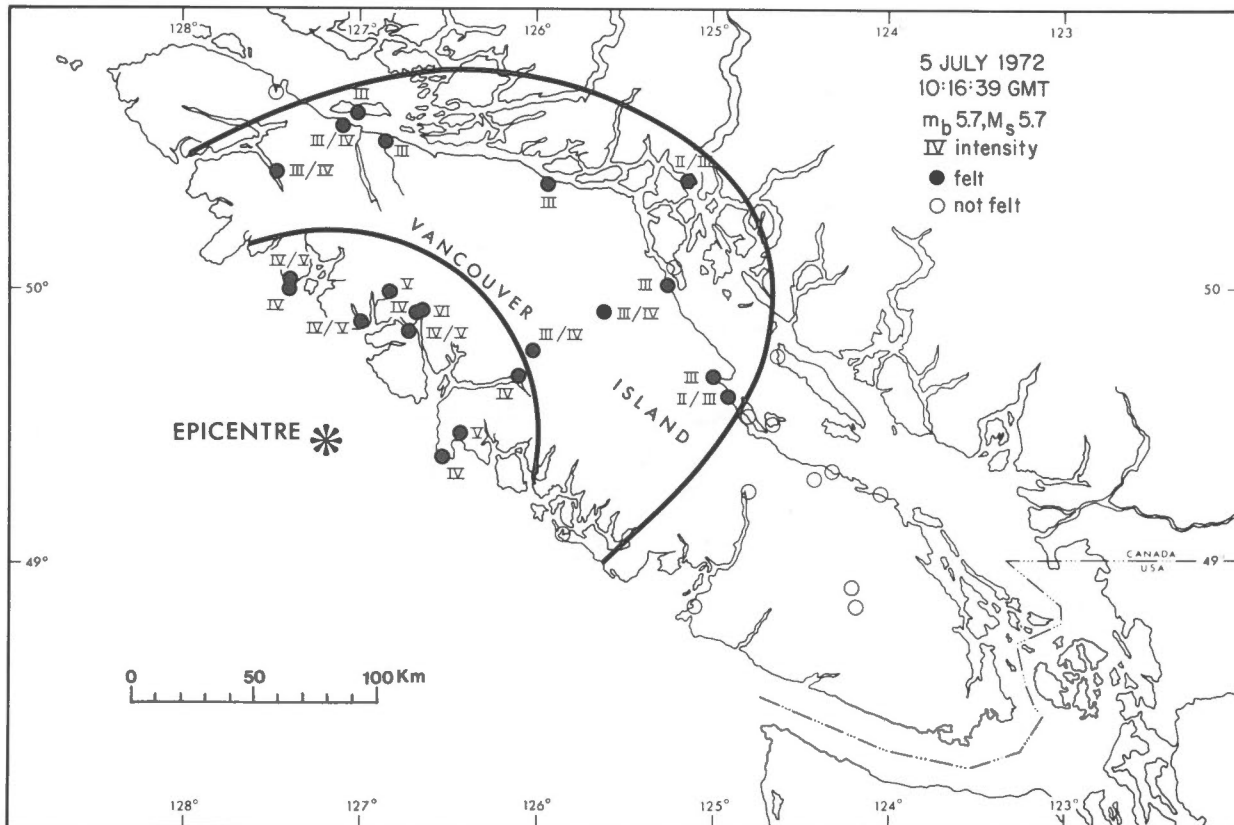 128° 127° 126° 125° 124° 123
5 JULY 1972
10:16:39 GMT
m_b 5.7, M_s 5.7
IV intensity
● felt
○ not felt
III
III/IV
III
III/IV
II/III
III
VANCOUVER
IV/V
50°
IV
V
IV
VI
IV/V
IV/V
III
III/IV
50
III/IV
IV
III
II/III
ISLAND
EPICENTRE
V
IV
49°
CANADA
49°
USA
0 50 100 Km
128° 127° 126° 125° 124° 123°